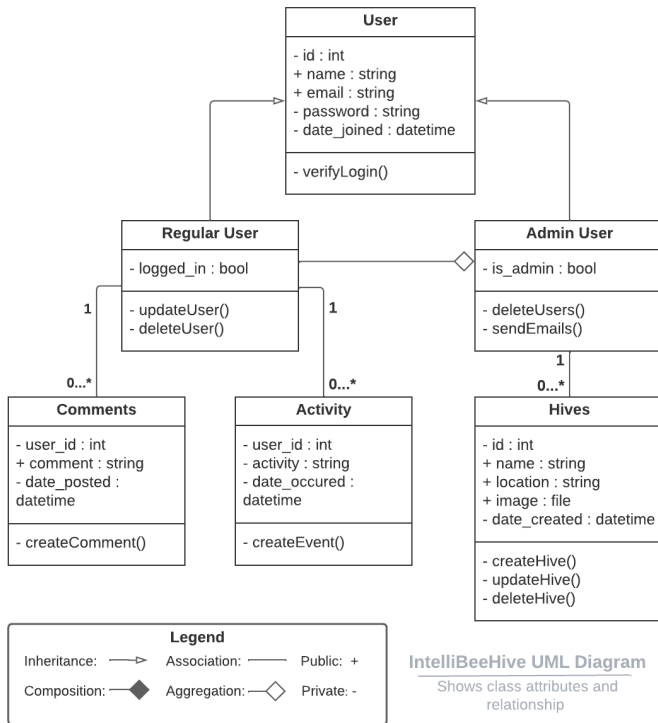 User
- id : int
+ name : string
+ email : string
- password : string
- date_joined : datetime
- verifyLogin()
Regular User
- logged_in : bool
- updateUser()
- deleteUser()
Admin User
- is_admin : bool
- deleteUsers()
- sendEmails()
1
1
1
0...*
0...*
0...*
Comments
- user_id : int
+ comment : string
- date_posted :
datetime
- createComment()
Activity
- user_id : int
- activity : string
- date_occured :
datetime
- createEvent()
Hives
- id : int
+ name : string
+ location : string
+ image : file
- date_created : datetime
- createHive()
- updateHive()
- deleteHive()
Legend
Inheritance: Association: Public: +
Composition: Aggregation: Private: -
IntelliBeeHive UML Diagram
Shows class attributes and
relationship